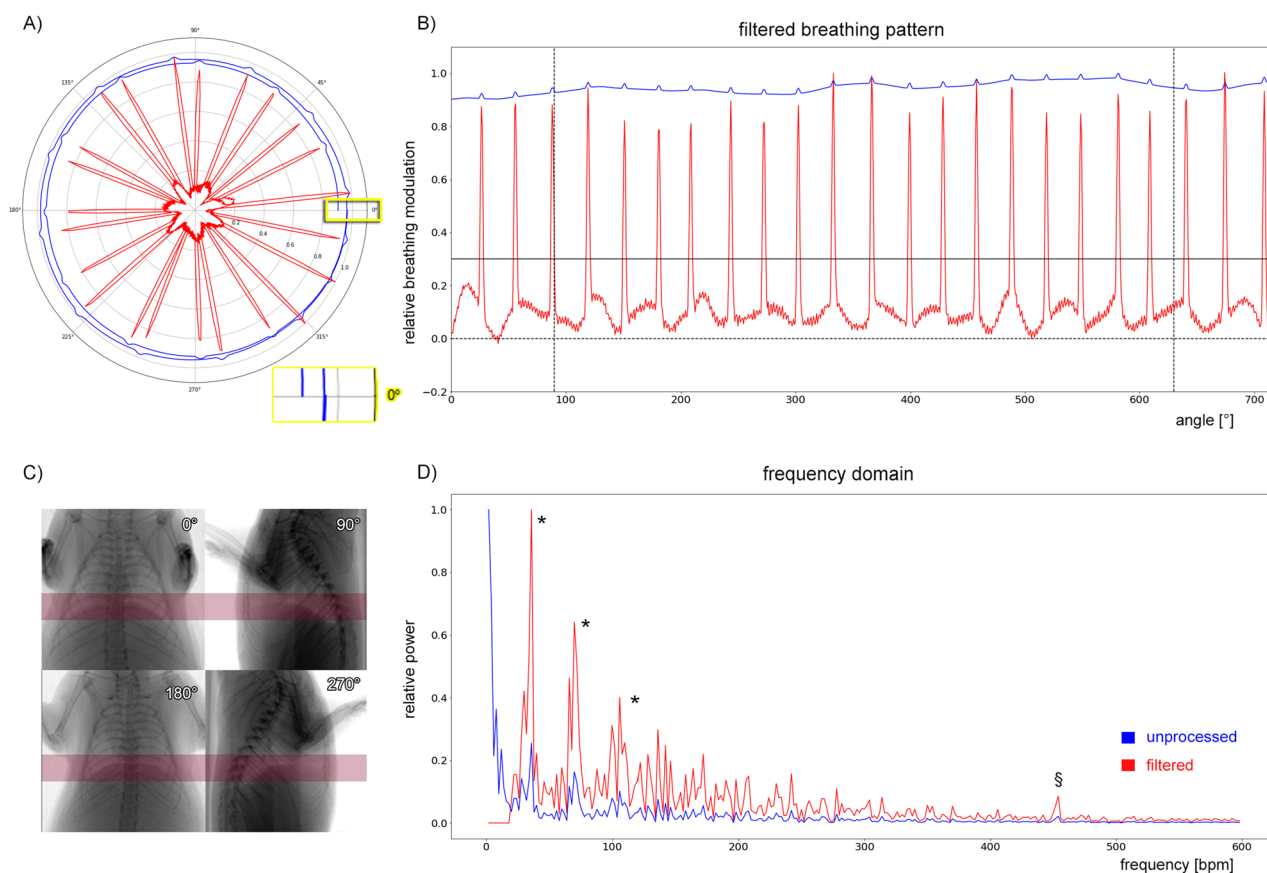 A)
90°
135°
45°
180°
0°
0.2
0.4
0.6
0.8
1.0
225°
315°
270°
0°
B)
filtered breathing pattern
relative breathing modulation
1.0
0.8
0.6
0.4
0.2
0.0
−0.2
0 100 200 300 400 500 600 700
angle [°]
C)
0° 90°
180° 270°
D)
frequency domain
relative power
1.0
0.8
0.6
0.4
0.2
0.0
*
*
*
unprocessed
filtered
§
0 100 200 300 400 500 600
frequency [bpm]